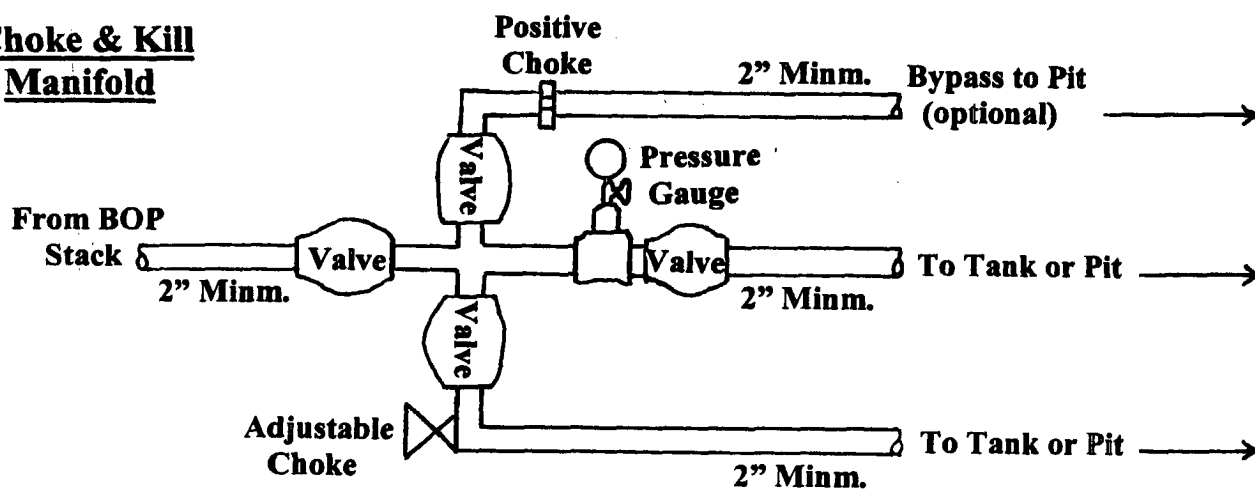 hoke & Kill
Manifold
Positive
Choke
2” Minm.
Bypass to Pit
(optional)
Valve
Pressure
Gauge
From BOP
Stack
Valve
Valve
To Tank or Pit
2” Minm.
2” Minm.
Valve
Adjustable
Choke
To Tank or Pit
2” Minm.